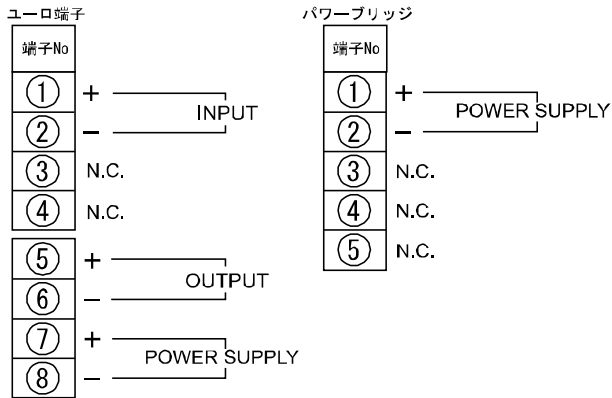 ユーロ端子
端子No
① +
INPUT
② −
③ N.C.
④ N.C.
⑤ +
OUTPUT
⑥ −
⑦ +
POWER SUPPLY
⑧ −
パワーブリッジ
端子No
① +
POWER SUPPLY
② −
③ N.C.
④ N.C.
⑤ N.C.